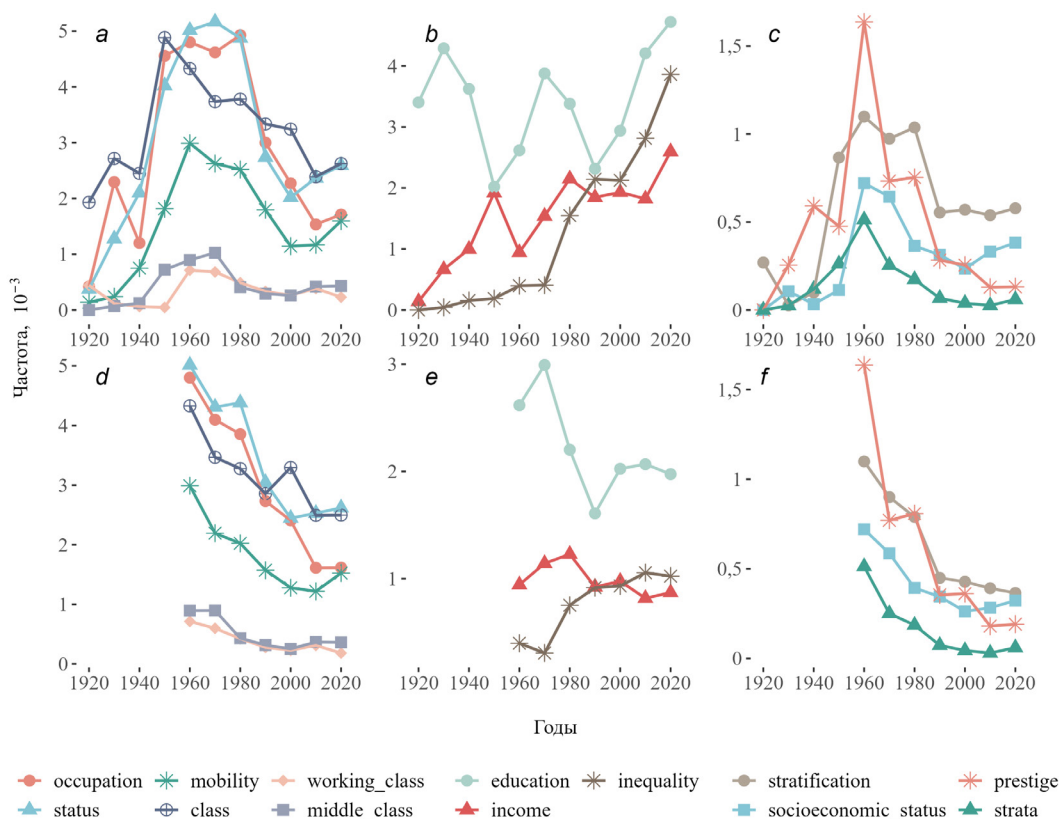 a
b
c
5
4
3
2
1
0
4
3
2
1
0
1,5
1
0,5
0
1920 1940 1960 1980 2000 2020
1920 1940 1960 1980 2000 2020
1920 1940 1960 1980 2000 2020
Частота, 10⁻³
d
e
f
5
4
3
2
1
0
3
2
1
1,5
1
0,5
0
1920 1940 1960 1980 2000 2020
1920 1940 1960 1980 2000 2020
1920 1940 1960 1980 2000 2020
Годы
occupation mobility working_class education inequality stratification prestige
status class middle class income socioeconomic status strata